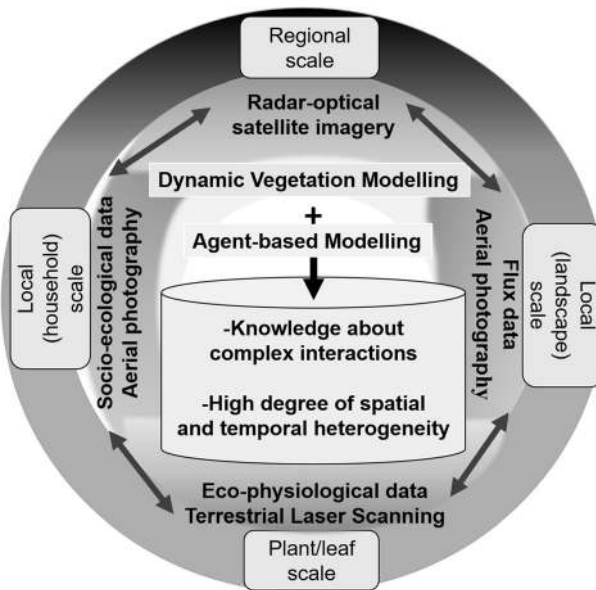 Regional
scale
Radar-optical
satellite imagery
Dynamic Vegetation Modelling
+
Agent-based Modelling
Local
(household)
scale
Socio-ecological data
Aerial photography
-Knowledge about
complex interactions
-High degree of spatial
and temporal heterogeneity
Flux data
Aerial photography
Local
(landscape)
scale
Eco-physiological data
Terrestrial Laser Scanning
Plant/leaf
scale